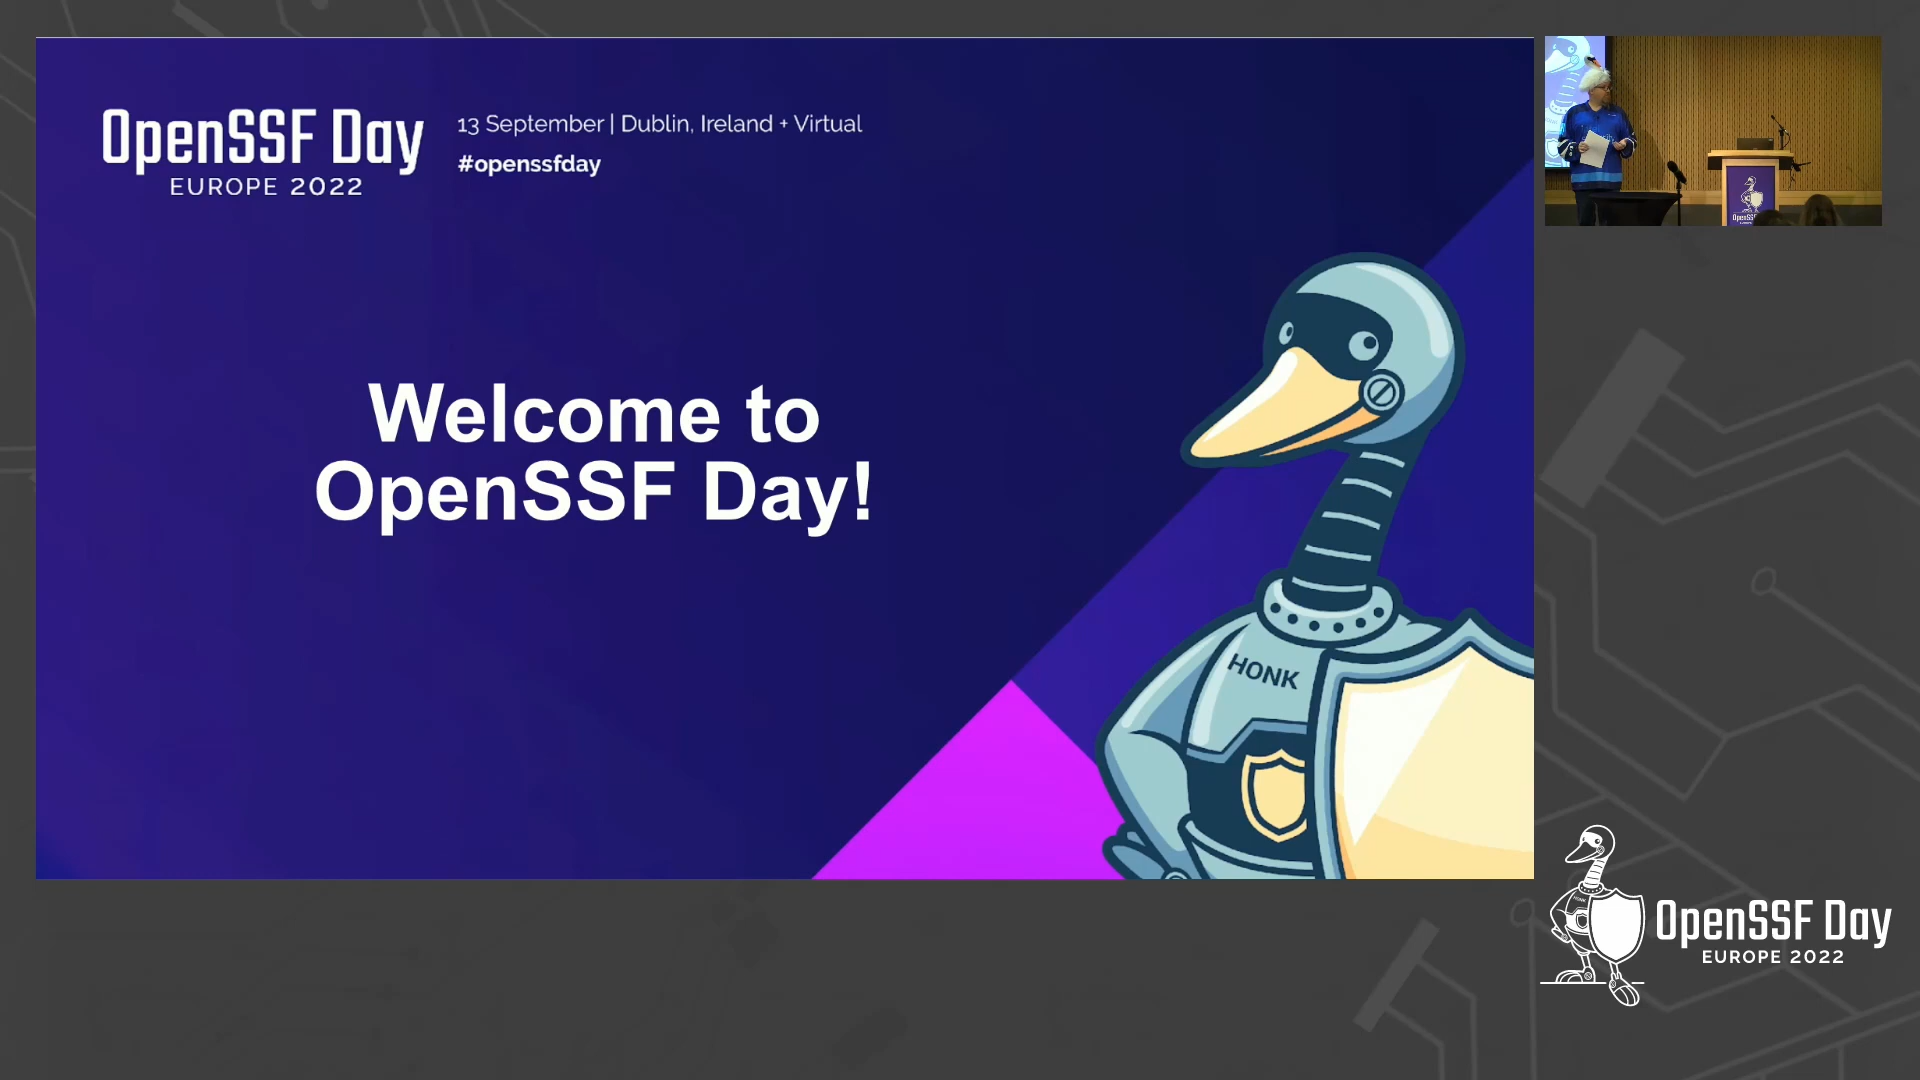 OpenSSF Day
EUROPE 2022
13 September | Dublin, Ireland + Virtual
#openssfday
Welcome to
OpenSSF Day!
HONK
OpenSSF Day
EUROPE 2022